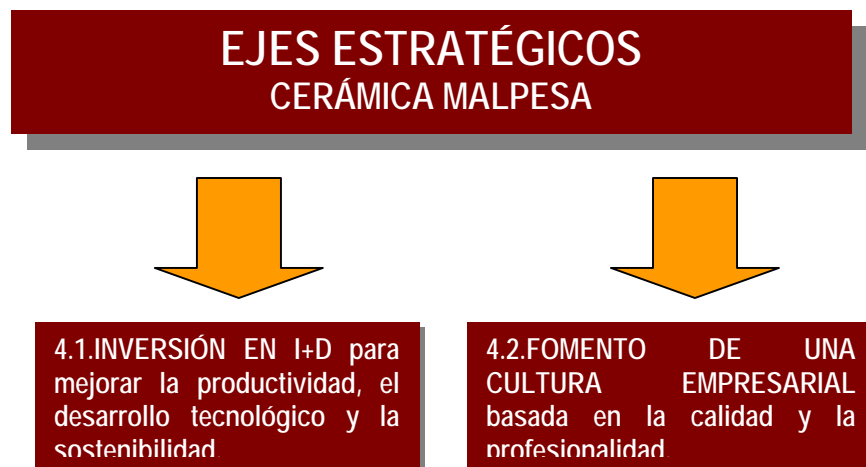 EJES ESTRATÉGICOS
CERÁMICA MALPESA
4.1.INVERSIÓN EN I+D para
mejorar la productividad, el
desarrollo tecnológico y la
sostenibilidad.
4.2.FOMENTO DE UNA
CULTURA EMPRESARIAL
basada en la calidad y la
profesionalidad.